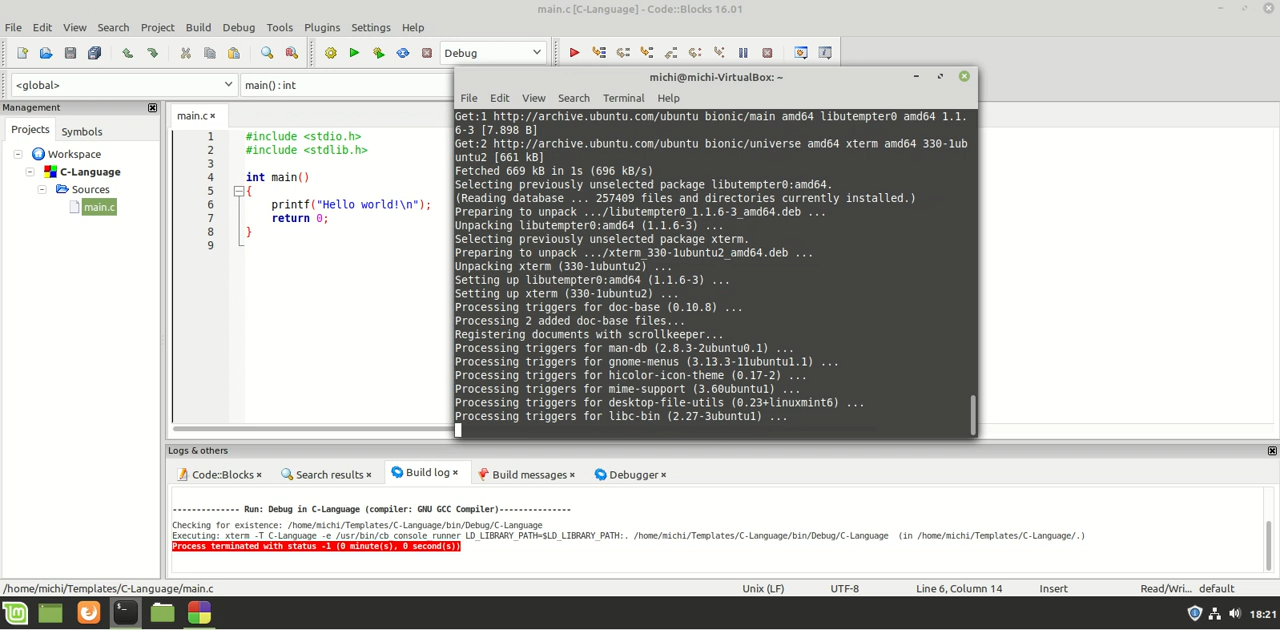 main.c [C-Language] - Code::Blocks 16.01
File Edit View Search Project Build Debug Tools Plugins Settings Help
Debug
<global>
main() : int
Management
Projects Symbols
Workspace
C-Language
Sources
main.c
main.c
1 #include <stdio.h>
2 #include <stdlib.h>
3
4 int main()
5 {
6 printf("Hello world!\n");
7 return 0;
8 }
9
michi@michi-VirtualBox: ~
File Edit View Search Terminal Help
Get:1 http://archive.ubuntu.com/ubuntu bionic/main amd64 libutempter0 amd64 1.1.
6-3 [7.898 B]
Get:2 http://archive.ubuntu.com/ubuntu bionic/universe amd64 xterm amd64 330-1ub
untu2 [661 kB]
Fetched 669 kB in 1s (696 kB/s)
Selecting previously unselected package libutempter0:amd64.
(Reading database ... 257409 files and directories currently installed.)
Preparing to unpack .../libutempter0_1.1.6-3_amd64.deb ...
Unpacking libutempter0:amd64 (1.1.6-3) ...
Selecting previously unselected package xterm.
Preparing to unpack .../xterm_330-1ubuntu2_amd64.deb ...
Unpacking xterm (330-1ubuntu2) ...
Setting up libutempter0:amd64 (1.1.6-3) ...
Setting up xterm (330-1ubuntu2) ...
Processing triggers for doc-base (0.10.8) ...
Processing 2 added doc-base files...
Registering documents with scrollkeeper...
Processing triggers for man-db (2.8.3-2ubuntu0.1) ...
Processing triggers for gnome-menus (3.13.3-11ubuntu1.1) ...
Processing triggers for hicolor-icon-theme (0.17-2) ...
Processing triggers for mime-support (3.60ubuntu1) ...
Processing triggers for desktop-file-utils (0.23+linuxmint6) ...
Processing triggers for libc-bin (2.27-3ubuntu1) ...
Logs & others
Code::Blocks Search results Build log Build messages Debugger
-------------- Run: Debug in C-Language (compiler: GNU GCC Compiler)---------------
Checking for existence: /home/michi/Templates/C-Language/bin/Debug/C-Language
Executing: xterm -T C-Language -e /usr/bin/cb_console_runner LD_LIBRARY_PATH=$LD_LIBRARY_PATH:. /home/michi/Templates/C-Language/bin/Debug/C-Language (in /home/michi/Templates/C-Language/.)
Process terminated with status -1 (0 minute(s), 0 second(s))
/home/michi/Templates/C-Language/main.c Unix (LF) UTF-8 Line 6, Column 14 Insert Read/Wri... default
18:21